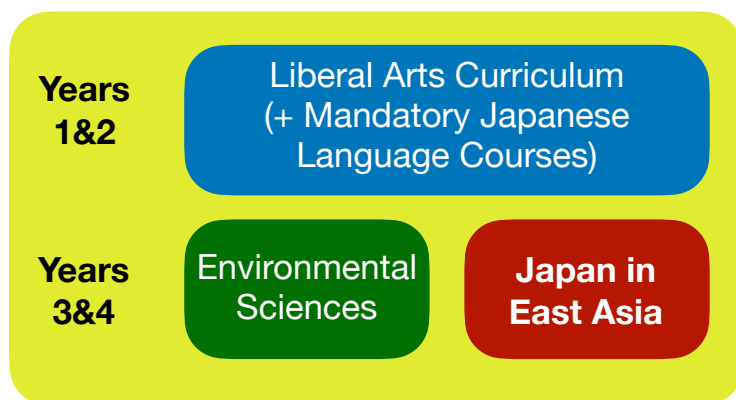 Years
1&2
Liberal Arts Curriculum
(+ Mandatory Japanese
Language Courses)
Years
3&4
Environmental
Sciences
Japan in
East Asia